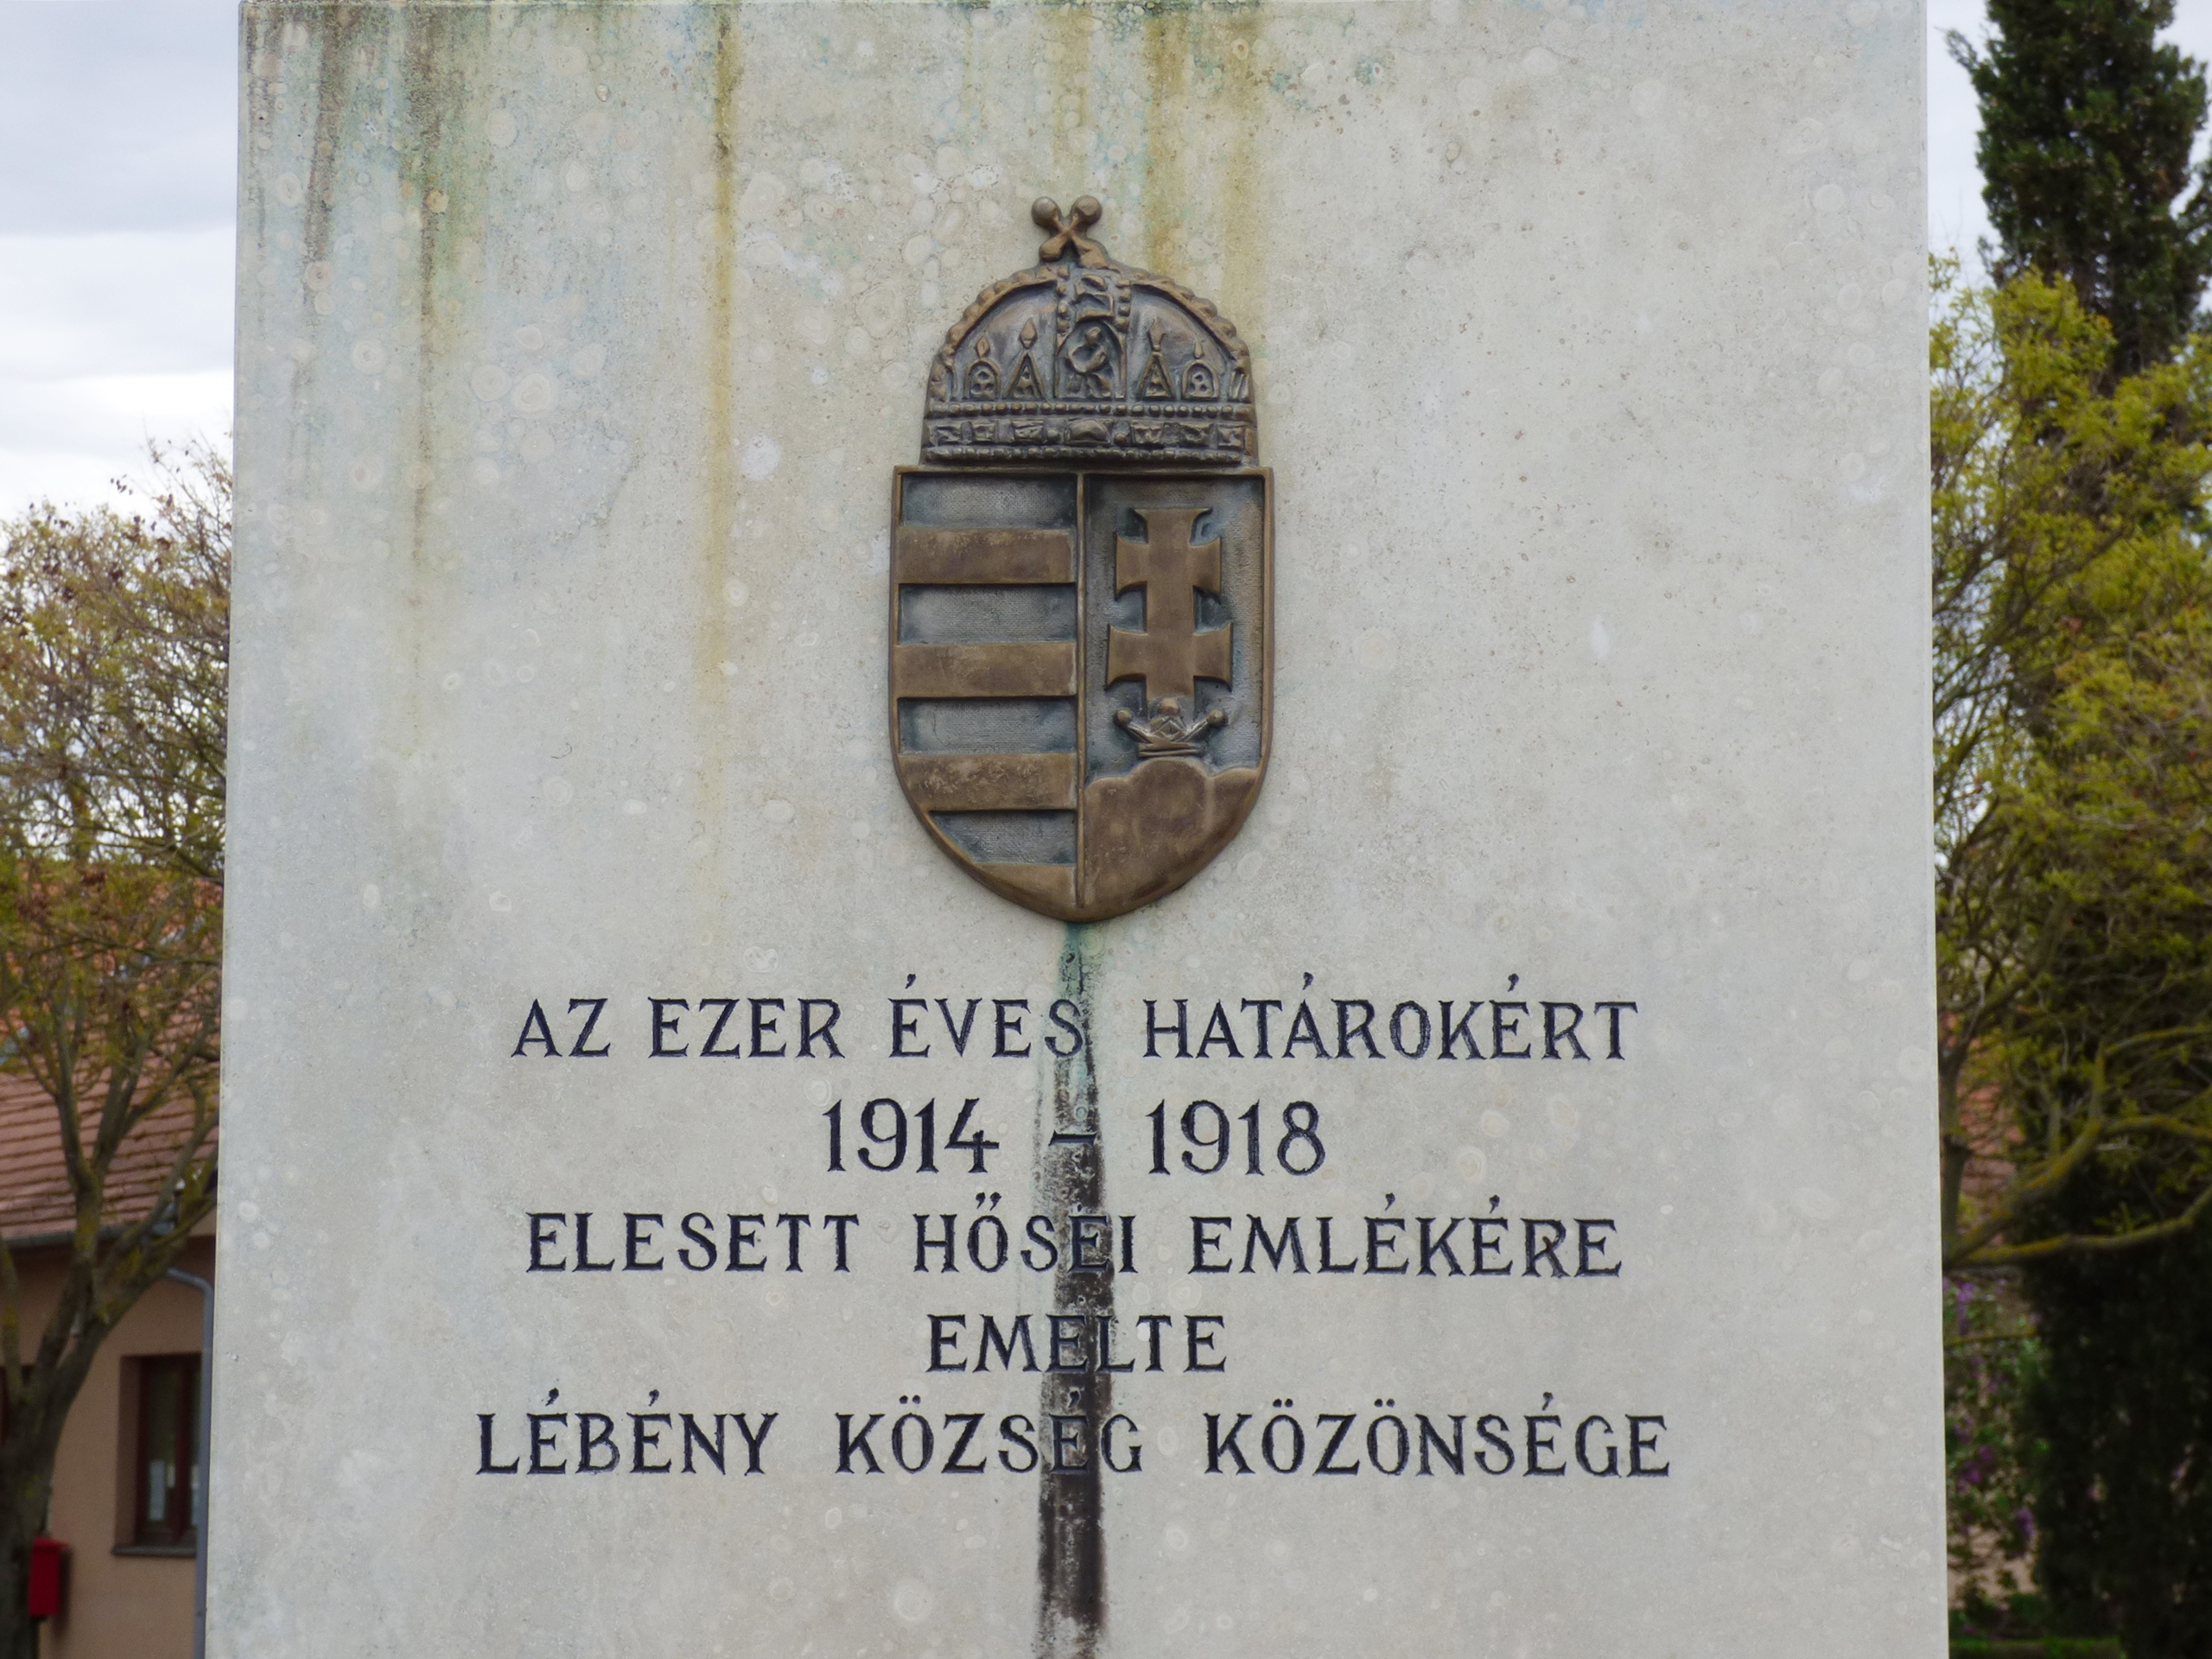 AZ EZER ÉVES HATÁROKÉRT
1914 - 1918
ELESETT HŐSEI EMLÉKÉRE
EMELTE
LÉBÉNY KÖZSÉG KÖZÖNSÉGE